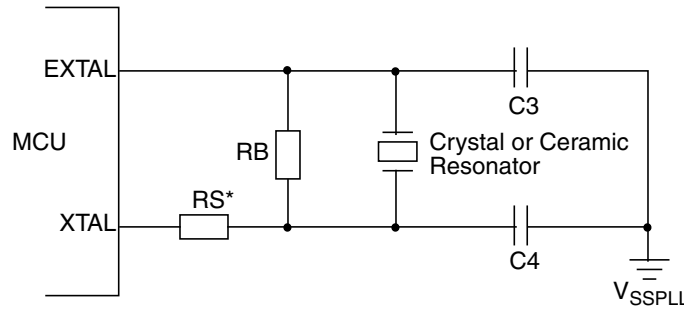 EXTAL
C3
MCU
RB
Crystal or Ceramic
Resonator
RS*
XTAL
C4
VSSPLL